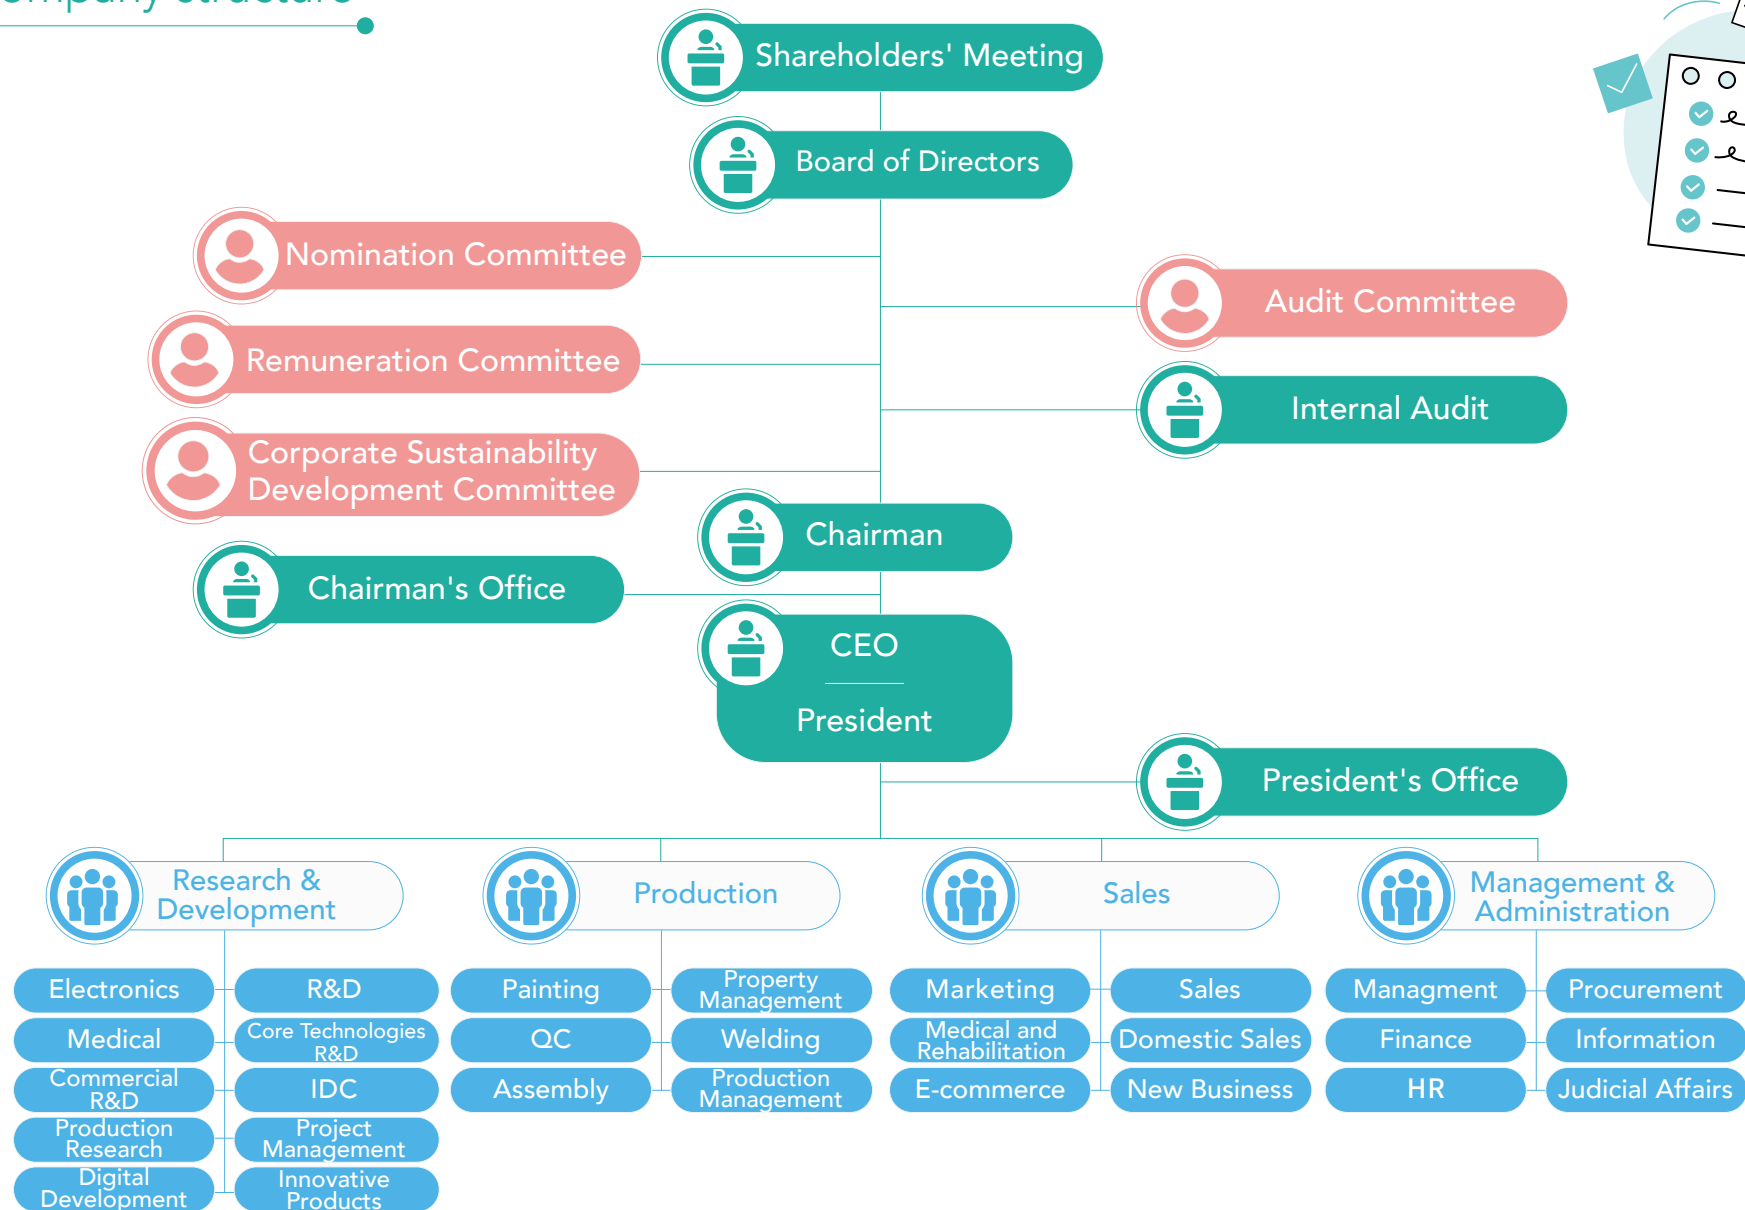 ompany structure
Shareholders' Meeting
Board of Directors
Nomination Committee
Audit Committee
Remuneration Committee
Internal Audit
Corporate Sustainability
Development Committee
Chairman
Chairman's Office
CEO
President
President's Office
Research &
Development
Production
Sales
Management &
Administration
Electronics
R&D
Medical
Core Technologies
R&D
Commercial
R&D
IDC
Production
Research
Project
Management
Digital
Development
Innovative
Products
Painting
Property
Management
QC
Welding
Assembly
Production
Management
Marketing
Sales
Medical and
Rehabilitation
Domestic Sales
E-commerce
New Business
Managment
Procurement
Finance
Information
HR
Judicial Affairs